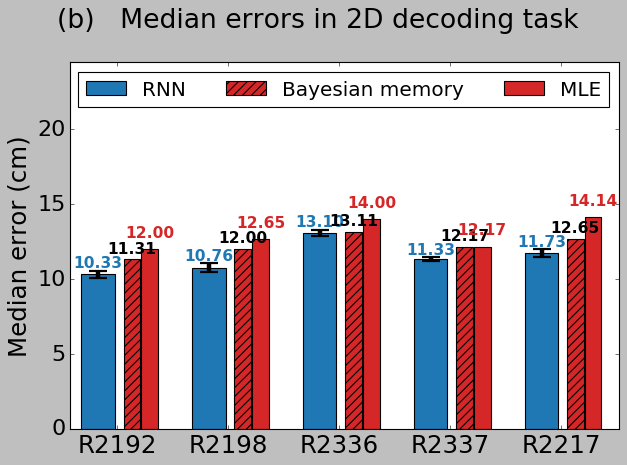 (b) Median errors in 2D decoding task
RNN Bayesian memory MLE
Median error (cm)
20
15
10
5
0
10.33 11.31 12.00
10.76 12.00 12.65
13.11 14.00
11.33 12.17 12.17
11.73 12.65 14.14
R2192 R2198 R2336 R2337 R2217